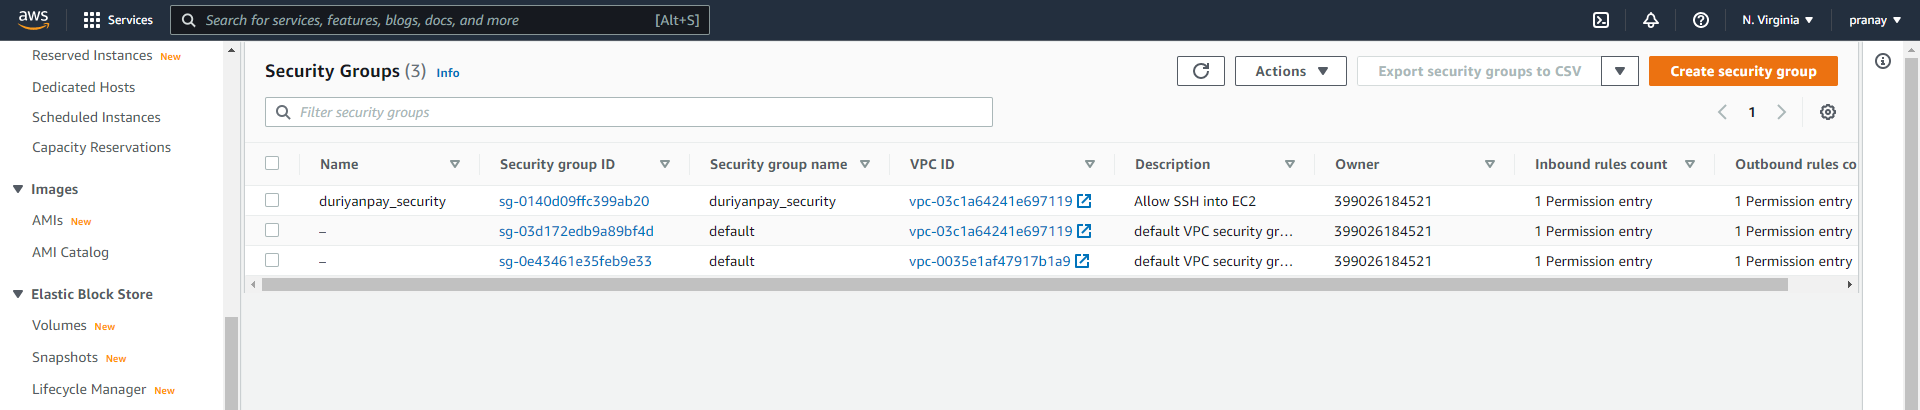 aws Services Search for services, features, blogs, docs, and more [Alt+S] N. Virginia pranay
Reserved Instances New
Dedicated Hosts
Scheduled Instances
Capacity Reservations
Images
AMIs New
AMI Catalog
Elastic Block Store
Volumes New
Snapshots New
Lifecycle Manager New
Security Groups (3) Info Actions Export security groups to CSV Create security group
Filter security groups 1
Name Security group ID Security group name VPC ID Description Owner Inbound rules count Outbound rules co
duriyanpay_security sg-0140d09ffc399ab20 duriyanpay_security vpc-03c1a64241e697119 Allow SSH into EC2 399026184521 1 Permission entry 1 Permission entry
– sg-03d172edb9a89bf4d default vpc-03c1a64241e697119 default VPC security gr... 399026184521 1 Permission entry 1 Permission entry
– sg-0e43461e35feb9e33 default vpc-0035e1af47917b1a9 default VPC security gr... 399026184521 1 Permission entry 1 Permission entry